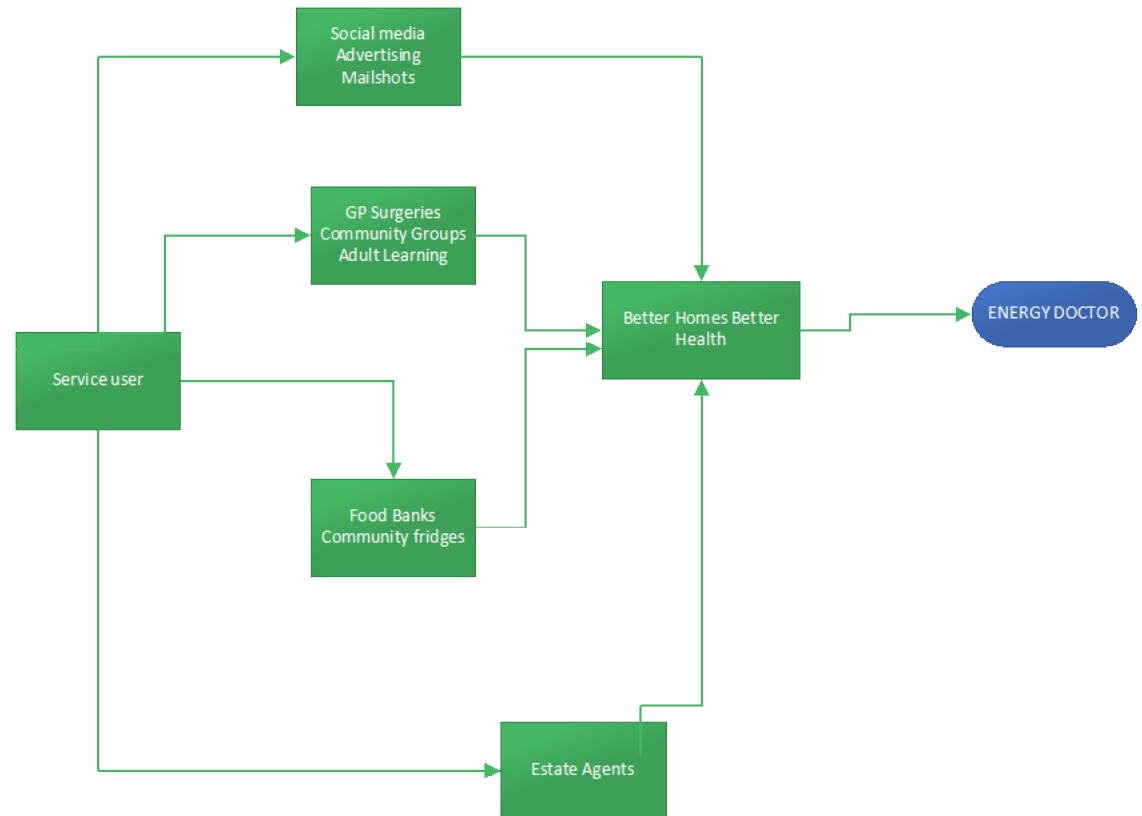 Social media
Advertising
Mailshots
GP Surgeries
Community Groups
Adult Learning
Better Homes Better
Health
ENERGY DOCTOR
Service user
Food Banks
Community fridges
Estate Agents